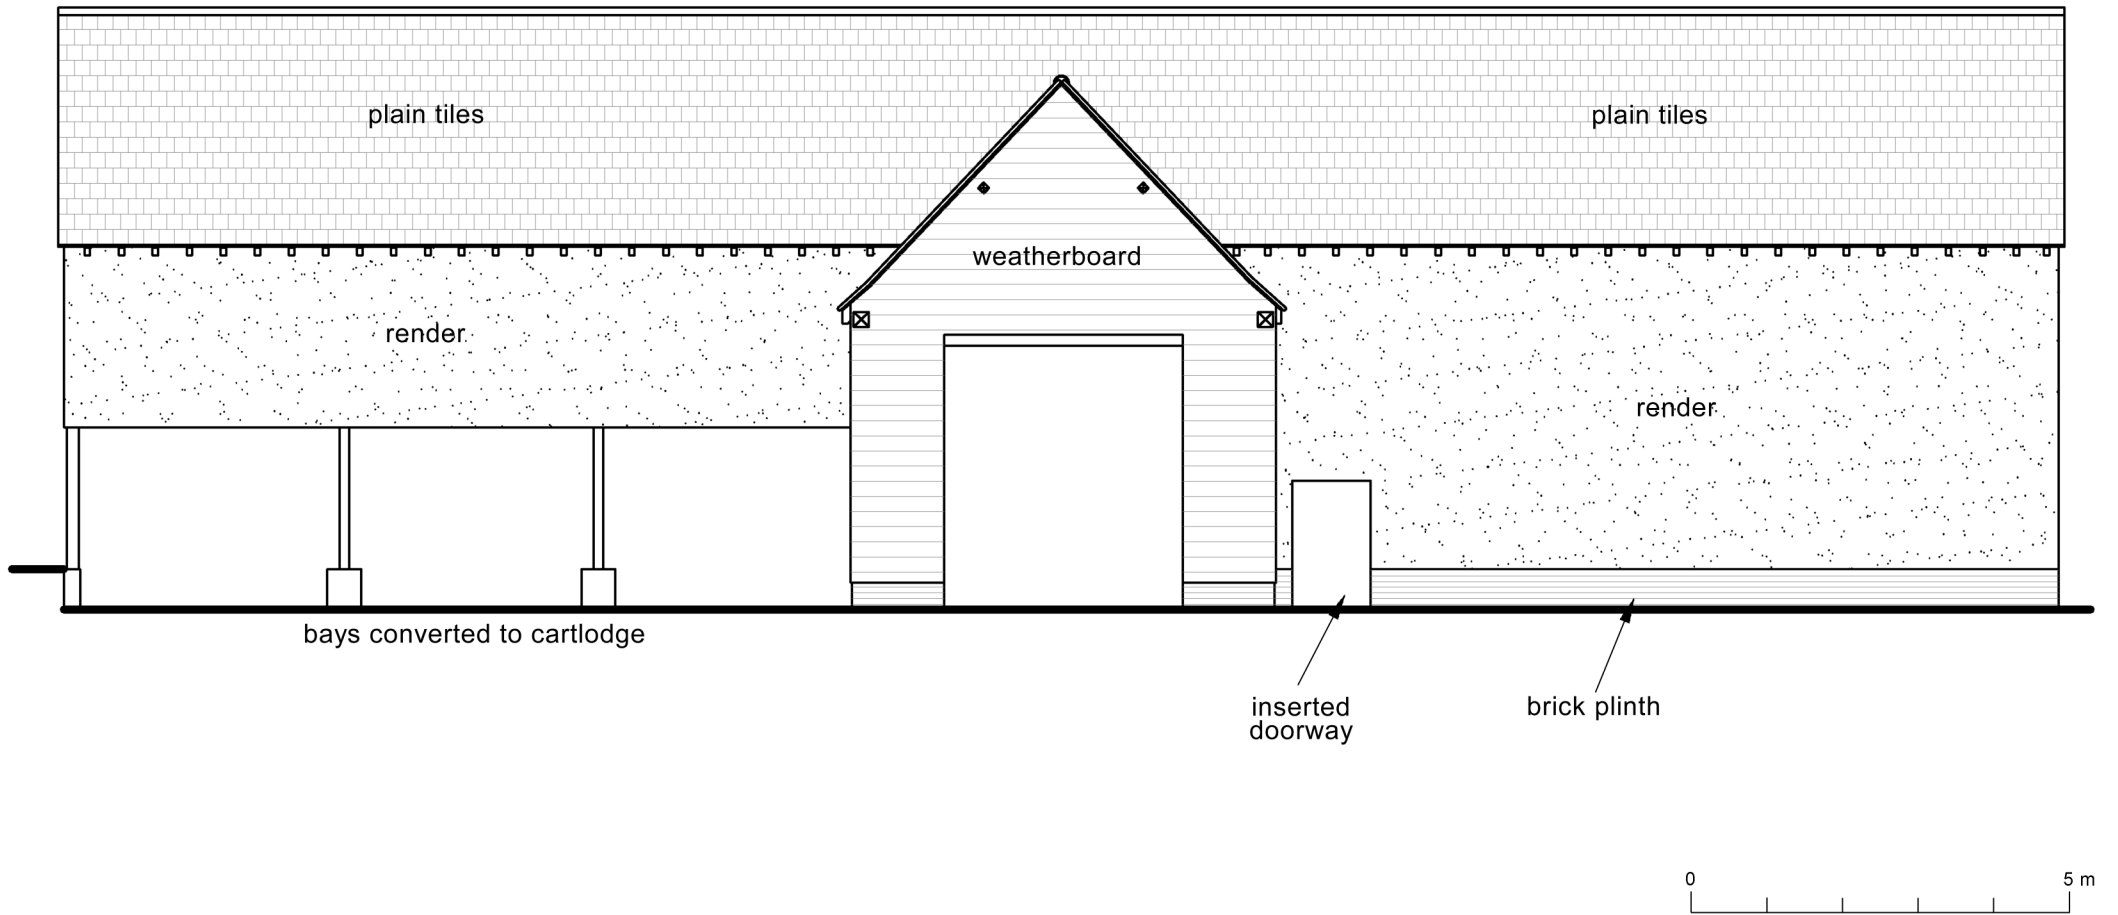 plain tiles
plain tiles
weatherboard
render
render
bays converted to cartlodge
inserted
doorway
brick plinth
0
5 m